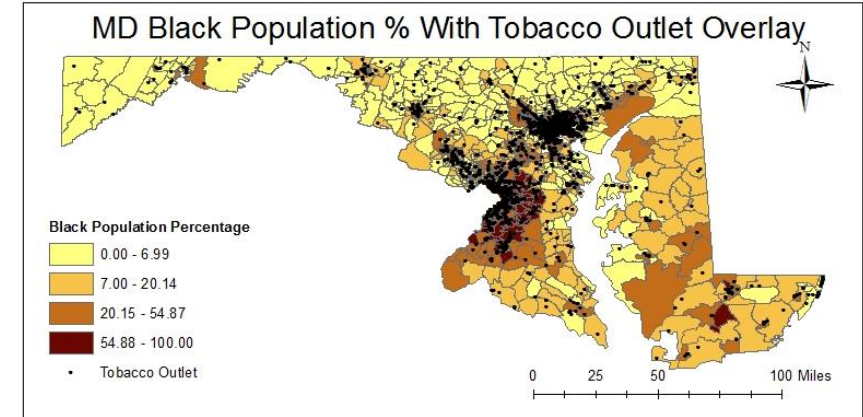 MD Black Population % With Tobacco Outlet Overlay
N
Black Population Percentage
0.00 - 6.99
7.00 - 20.14
20.15 - 54.87
54.88 - 100.00
Tobacco Outlet
0 25 50 100 Miles